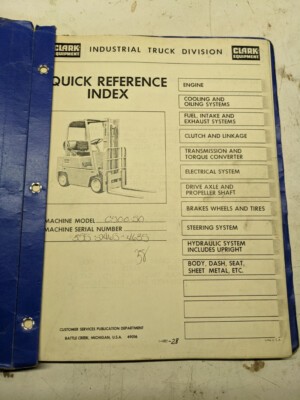 CLARK
EQUIPMENT
INDUSTRIAL TRUCK DIVISION
CLARK
EQUIPMENT
QUICK REFERENCE
INDEX
MACHINE MODEL
MACHINE SERIAL NUMBER
CUSTOMER SERVICES PUBLICATION DEPARTMENT
BATTLE CREEK, MICHIGAN, U.S.A.
ENGINE
COOLING AND
OILING SYSTEMS
FUEL, INTAKE AND
EXHAUST SYSTEMS
CLUTCH AND LINKAGE
TRANSMISSION AND
TORQUE CONVERTER
ELECTRICAL SYSTEM
DRIVE AXLE AND
PROPELLER SHAFT
BRAKES WHEELS AND TIRES
STEERING SYSTEM
HYDRAULIC SYSTEM
INCLUDES UPRIGHT
BODY, DASH, SEAT,
SHEET METAL, ETC.